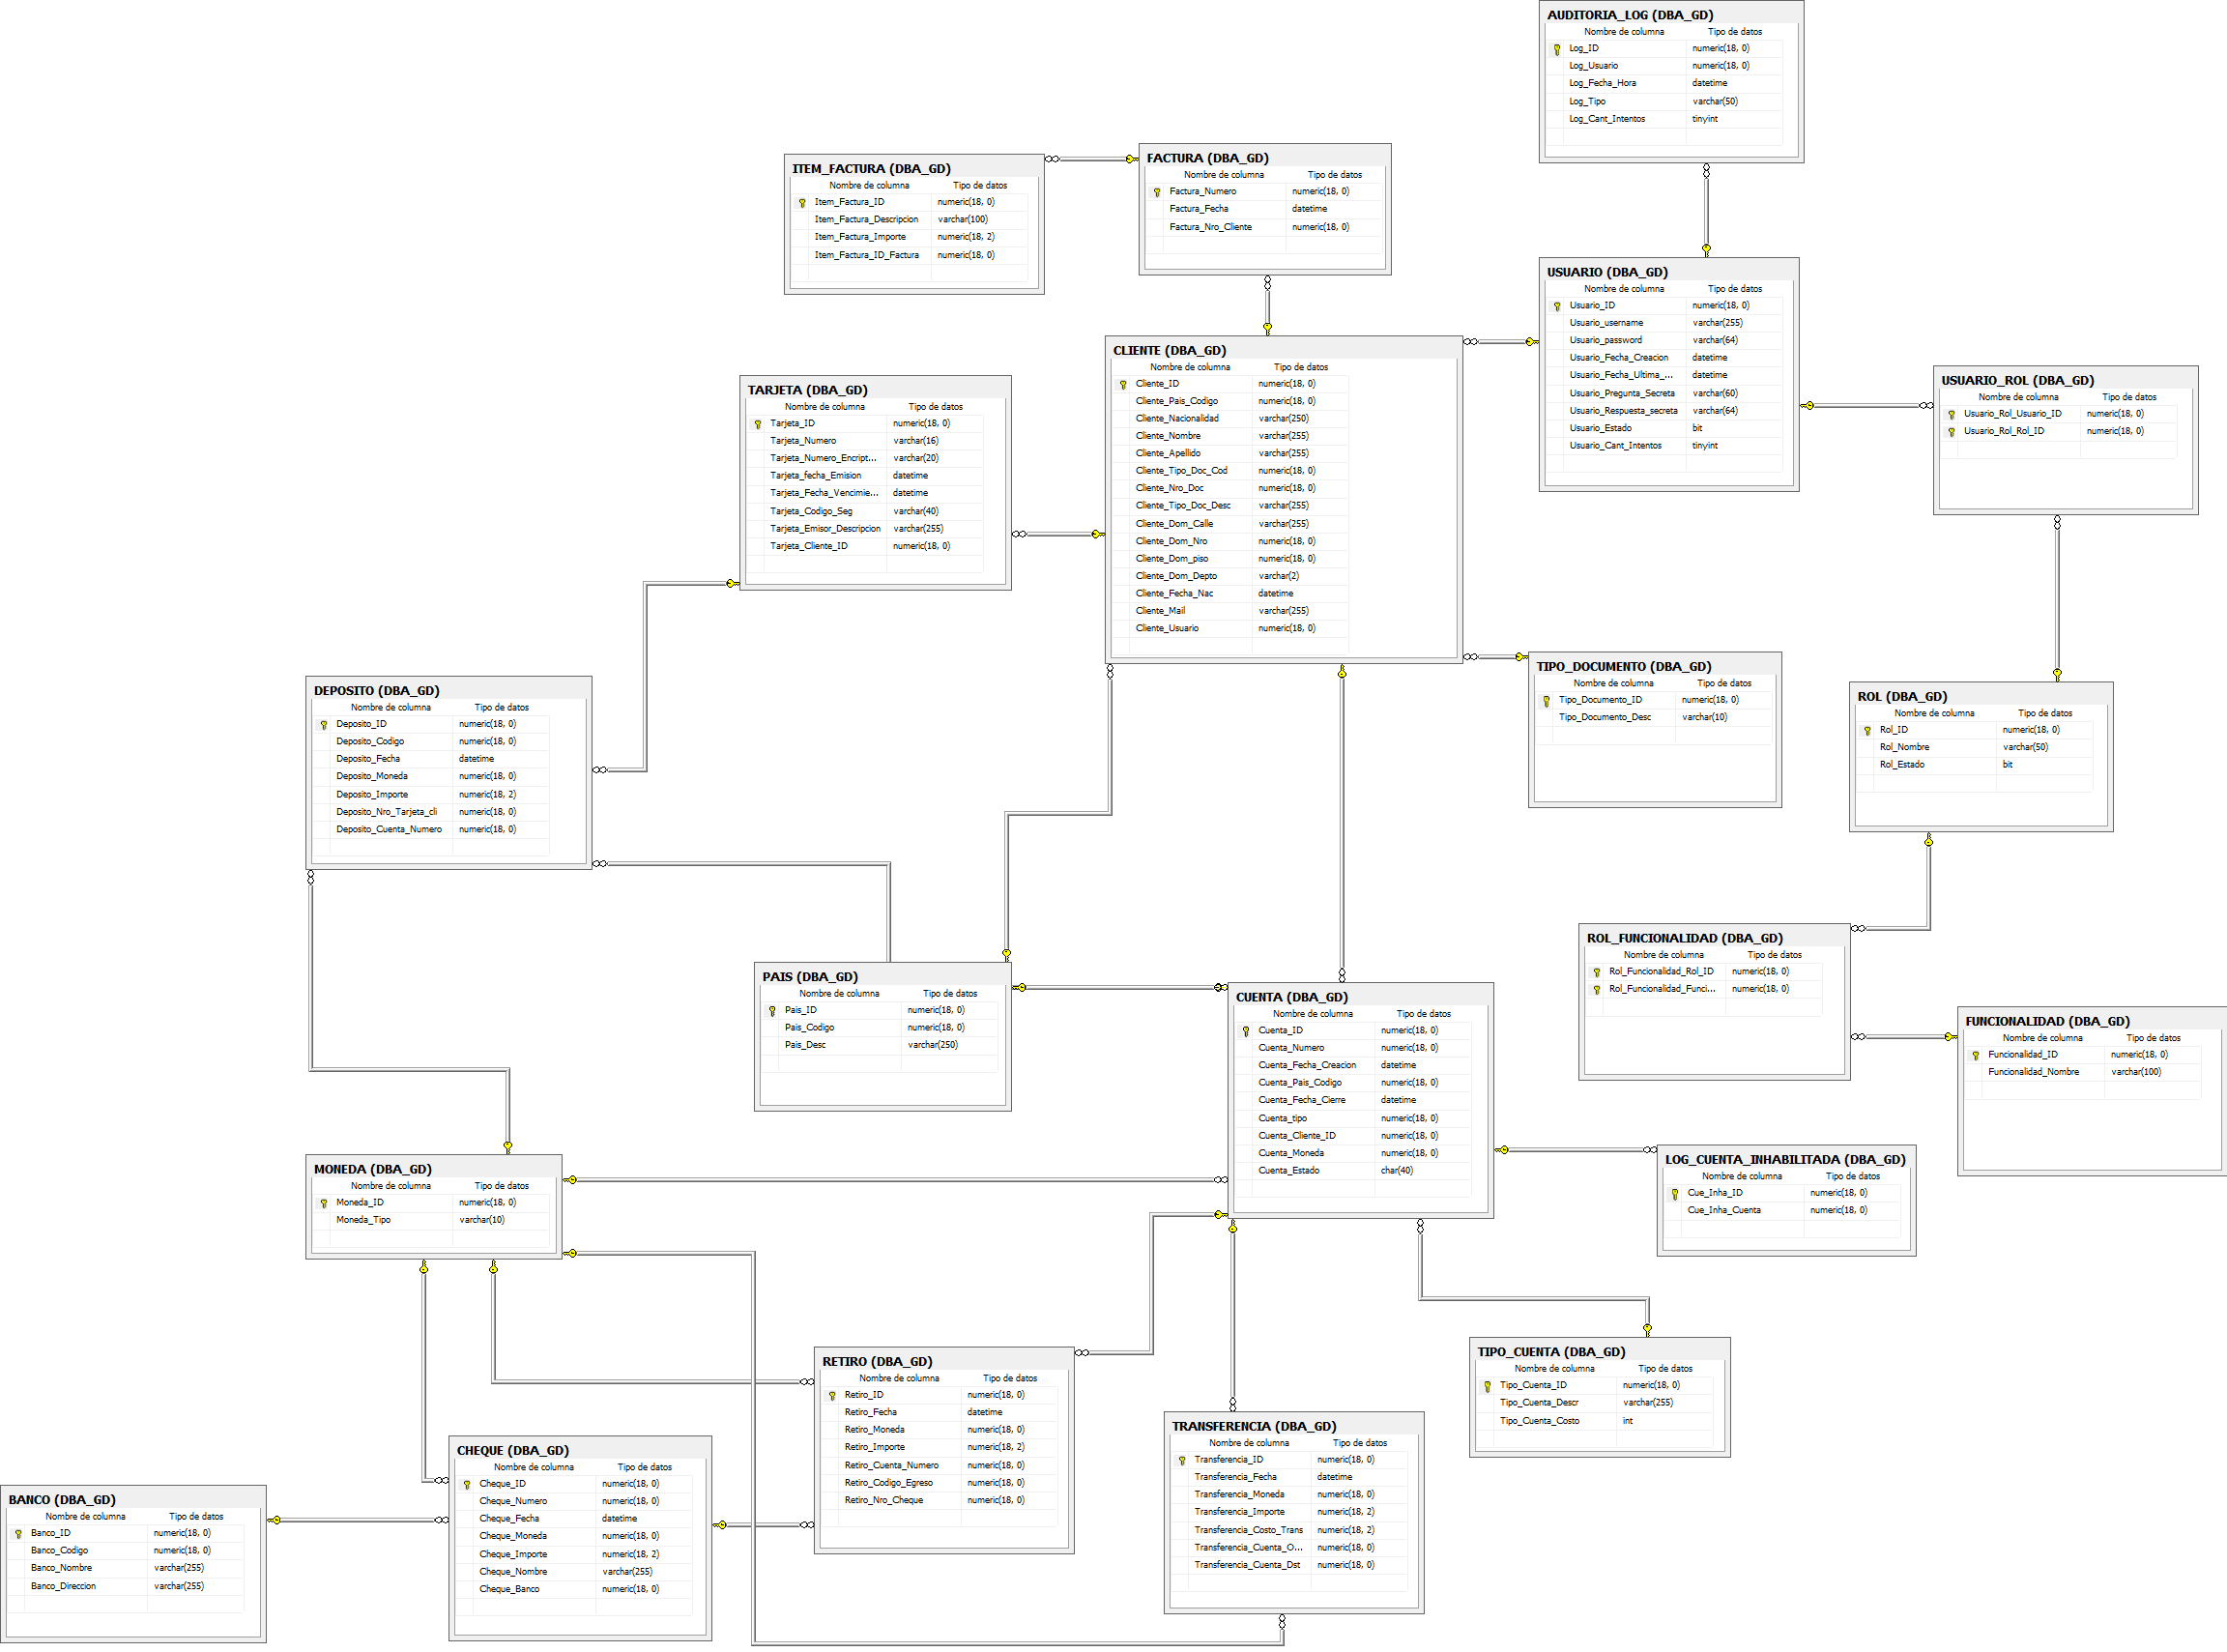 AUDITORIA_LOG (DBA_GD)
Nombre de columna Tipo de datos
Log_ID numeric(18, 0)
Log_Usuario numeric(18, 0)
Log_Fecha_Hora datetime
Log_Tipo varchar(50)
Log_Cant_Intentos tinyint
ITEM_FACTURA (DBA_GD)
Nombre de columna Tipo de datos
Item_Factura_ID numeric(18, 0)
Item_Factura_Descripcion varchar(100)
Item_Factura_Importe numeric(18, 2)
Item_Factura_ID_Factura numeric(18, 0)
FACTURA (DBA_GD)
Nombre de columna Tipo de datos
Factura_Numero numeric(18, 0)
Factura_Fecha datetime
Factura_Nro_Cliente numeric(18, 0)
USUARIO (DBA_GD)
Nombre de columna Tipo de datos
Usuario_ID numeric(18, 0)
Usuario_username varchar(255)
Usuario_password varchar(64)
Usuario_Fecha_Creacion datetime
Usuario_Fecha_Ultima_... datetime
Usuario_Pregunta_Secreta varchar(60)
Usuario_Respuesta_secreta varchar(64)
Usuario_Estado bit
Usuario_Cant_Intentos tinyint
CLIENTE (DBA_GD)
Nombre de columna Tipo de datos
Cliente_ID numeric(18, 0)
Cliente_Pais_Codigo numeric(18, 0)
Cliente_Nacionalidad varchar(250)
Cliente_Nombre varchar(255)
Cliente_Apellido varchar(255)
Cliente_Tipo_Doc_Cod numeric(18, 0)
Cliente_Nro_Doc numeric(18, 0)
Cliente_Tipo_Doc_Desc varchar(255)
Cliente_Dom_Calle varchar(255)
Cliente_Dom_Nro numeric(18, 0)
Cliente_Dom_piso numeric(18, 0)
Cliente_Dom_Depto varchar(2)
Cliente_Fecha_Nac datetime
Cliente_Mail varchar(255)
Cliente_Usuario numeric(18, 0)
USUARIO_ROL (DBA_GD)
Nombre de columna Tipo de datos
Usuario_Rol_Usuario_ID numeric(18, 0)
Usuario_Rol_Rol_ID numeric(18, 0)
TARJETA (DBA_GD)
Nombre de columna Tipo de datos
Tarjeta_ID numeric(18, 0)
Tarjeta_Numero varchar(16)
Tarjeta_Numero_Encript... varchar(20)
Tarjeta_fecha_Emision datetime
Tarjeta_Fecha_Vencimie... datetime
Tarjeta_Codigo_Seg varchar(40)
Tarjeta_Emisor_Descripcion varchar(255)
Tarjeta_Cliente_ID numeric(18, 0)
TIPO_DOCUMENTO (DBA_GD)
Nombre de columna Tipo de datos
Tipo_Documento_ID numeric(18, 0)
Tipo_Documento_Desc varchar(10)
DEPOSITO (DBA_GD)
Nombre de columna Tipo de datos
Deposito_ID numeric(18, 0)
Deposito_Codigo numeric(18, 0)
Deposito_Fecha datetime
Deposito_Moneda numeric(18, 0)
Deposito_Importe numeric(18, 2)
Deposito_Nro_Tarjeta_cli numeric(18, 0)
Deposito_Cuenta_Numero numeric(18, 0)
ROL (DBA_GD)
Nombre de columna Tipo de datos
Rol_ID numeric(18, 0)
Rol_Nombre varchar(50)
Rol_Estado bit
ROL_FUNCIONALIDAD (DBA_GD)
Nombre de columna Tipo de datos
Rol_Funcionalidad_Rol_ID numeric(18, 0)
Rol_Funcionalidad_Funci... numeric(18, 0)
PAIS (DBA_GD)
Nombre de columna Tipo de datos
Pais_ID numeric(18, 0)
Pais_Codigo numeric(18, 0)
Pais_Desc varchar(250)
CUENTA (DBA_GD)
Nombre de columna Tipo de datos
Cuenta_ID numeric(18, 0)
Cuenta_Numero numeric(18, 0)
Cuenta_Fecha_Creacion datetime
Cuenta_Pais_Codigo numeric(18, 0)
Cuenta_Fecha_Cierre datetime
Cuenta_tipo numeric(18, 0)
Cuenta_Cliente_ID numeric(18, 0)
Cuenta_Moneda numeric(18, 0)
Cuenta_Estado char(40)
FUNCIONALIDAD (DBA_GD)
Nombre de columna Tipo de datos
Funcionalidad_ID numeric(18, 0)
Funcionalidad_Nombre varchar(100)
LOG_CUENTA_INHABILITADA (DBA_GD)
Nombre de columna Tipo de datos
Cue_Inha_ID numeric(18, 0)
Cue_Inha_Cuenta numeric(18, 0)
MONEDA (DBA_GD)
Nombre de columna Tipo de datos
Moneda_ID numeric(18, 0)
Moneda_Tipo varchar(10)
TIPO_CUENTA (DBA_GD)
Nombre de columna Tipo de datos
Tipo_Cuenta_ID numeric(18, 0)
Tipo_Cuenta_Descr varchar(255)
Tipo_Cuenta_Costo int
RETIRO (DBA_GD)
Nombre de columna Tipo de datos
Retiro_ID numeric(18, 0)
Retiro_Fecha datetime
Retiro_Moneda numeric(18, 0)
Retiro_Importe numeric(18, 2)
Retiro_Cuenta_Numero numeric(18, 0)
Retiro_Codigo_Egreso numeric(18, 0)
Retiro_Nro_Cheque numeric(18, 0)
TRANSFERENCIA (DBA_GD)
Nombre de columna Tipo de datos
Transferencia_ID numeric(18, 0)
Transferencia_Fecha datetime
Transferencia_Moneda numeric(18, 0)
Transferencia_Importe numeric(18, 2)
Transferencia_Costo_Trans numeric(18, 2)
Transferencia_Cuenta_O... numeric(18, 0)
Transferencia_Cuenta_Dst numeric(18, 0)
CHEQUE (DBA_GD)
Nombre de columna Tipo de datos
Cheque_ID numeric(18, 0)
Cheque_Numero numeric(18, 0)
Cheque_Fecha datetime
Cheque_Moneda numeric(18, 0)
Cheque_Importe numeric(18, 2)
Cheque_Nombre varchar(255)
Cheque_Banco numeric(18, 0)
BANCO (DBA_GD)
Nombre de columna Tipo de datos
Banco_ID numeric(18, 0)
Banco_Codigo numeric(18, 0)
Banco_Nombre varchar(255)
Banco_Direccion varchar(255)